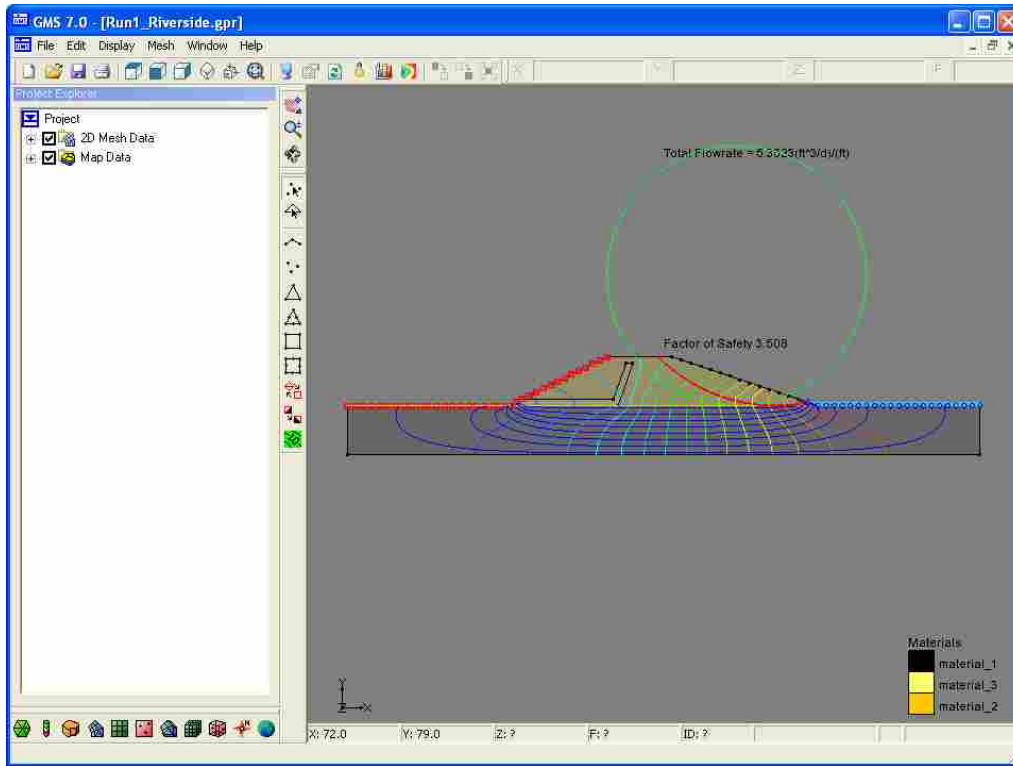 GMS 7.0 - [Run1_Riverside.gpr]
File Edit Display Mesh Window Help
X Y Z F
Project Explorer
Project
2D Mesh Data
Map Data
Total Flowrate = 5.3323(ft^3/d)/(ft)
Factor of Safety 3.508
Materials
material_1
material_3
material_2
Y
Z X
X: 72.0 Y: 79.0 Z: ? F: ? ID: ?